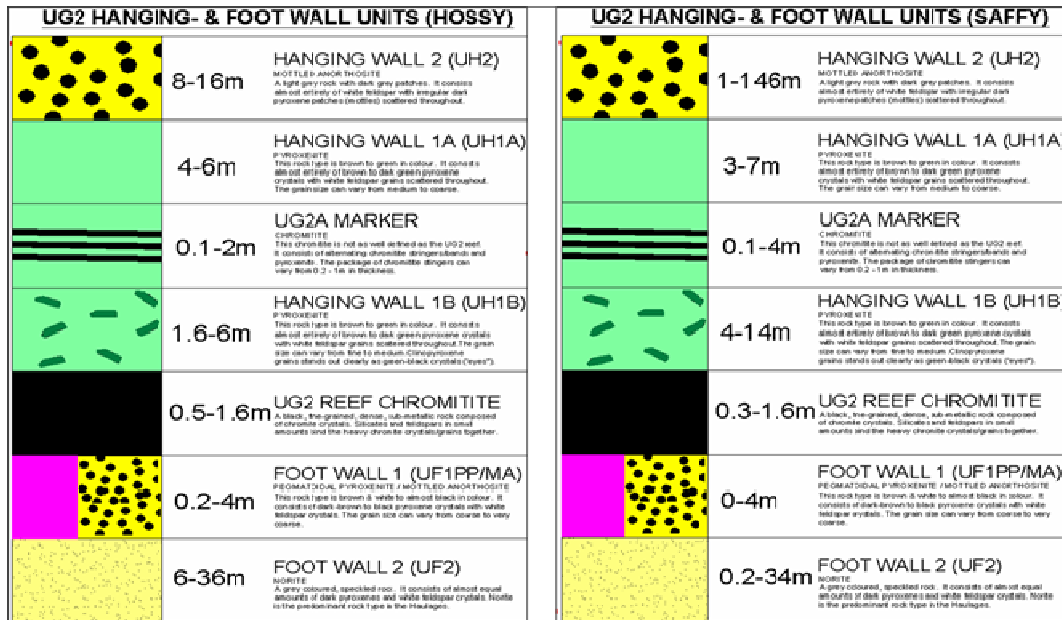 UG2 HANGING- & FOOT WALL UNITS (HOSSY)
8-16m
HANGING WALL 2 (UH2)
MOTTLED ANORTHOSITE
A light grey rock with dark grey patches. It consists
almost entirely of white feldspar with irregular dark
pyroxene patches (mottles) scattered throughout.
4-6m
HANGING WALL 1A (UH1A)
PYROXENITE
This rock type is brown to green in colour. It consists
almost entirely of brown to dark green pyroxene
crystals with white feldspar grains scattered throughout.
The grain size can vary from medium to coarse.
0.1-2m
UG2A MARKER
CHROMITITE
This chromitite is not as well defined as the UG2 reef.
It consists of alternating chromitite stringers/bands and
pyroxenite. The package of chromitite stingers can
vary from 0.2 - 1m in thickness.
1.6-6m
HANGING WALL 1B (UH1B)
PYROXENITE
This rock type is brown to green in colour. It consists
almost entirely of brown to dark green pyroxene crystals
with white feldspar grains scattered throughout. The grain
size can vary from fine to medium. Clinopyroxene
grains stands out clearly as green-black crystals ("eyes").
0.5-1.6m
UG2 REEF CHROMITITE
A black, fine-grained, dense, sub-metallic rock composed
of chromite crystals. Silicates and feldspars in small
amounts bind the heavy chromite crystals/grains together.
0.2-4m
FOOT WALL 1 (UF1PP/MA)
PEGMATOIDAL PYROXENITE / MOTTLED ANORTHOSITE
This rock type is brown & white to almost black in colour. It
consists of dark-brown to black pyroxene crystals with white
feldspar crystals. The grain size can vary from coarse to very
coarse.
6-36m
FOOT WALL 2 (UF2)
NORITE
A grey coloured, speckled rock. It consists of almost equal
amounts of dark pyroxenes and white feldspar crystals. Norite
is the predominant rock type in the Haulages.
UG2 HANGING- & FOOT WALL UNITS (SAFFY)
1-146m
HANGING WALL 2 (UH2)
MOTTLED ANORTHOSITE
A light grey rock with dark grey patches. It consists
almost entirely of white feldspar with irregular dark
pyroxene patches (mottles) scattered throughout.
3-7m
HANGING WALL 1A (UH1A
PYROXENITE
This rock type is brown to green in colour. It consists
almost entirely of brown to dark green pyroxene
crystals with white feldspar grains scattered throughout.
The grain size can vary from medium to coarse.
0.1-4m
UG2A MARKER
CHROMITITE
This chromitite is not as well defined as the UG2 reef.
It consists of alternating chromitite stringers/bands and
pyroxenite. The package of chromitite stingers can
vary from 0.2 - 1m in thickness.
4-14m
HANGING WALL 1B (UH1B)
PYROXENITE
This rock type is brown to green in colour. It consists
almost entirely of brown to dark green pyroxene crystals
with white feldspar grains scattered throughout. The grain
size can vary from fine to medium. Clinopyroxene
grains stands out clearly as green-black crystals ("eyes").
0.3-1.6m
UG2 REEF CHROMITITE
A black, fine-grained, dense, sub-metallic rock composed
of chromite crystals. Silicates and feldspars in small
amounts bind the heavy chromite crystals/grains together.
0-4m
FOOT WALL 1 (UF1PP/MA)
PEGMATOIDAL PYROXENITE / MOTTLED ANORTHOSITE
This rock type is brown & white to almost black in colour. It
consists of dark-brown to black pyroxene crystals with white
feldspar crystals. The grain size can vary from coarse to very
coarse.
0.2-34m
FOOT WALL 2 (UF2)
NORITE
A grey coloured, speckled rock. It consists of almost equal
amounts of dark pyroxenes and white feldspar crystals. Norite
is the predominant rock type in the Haulages.